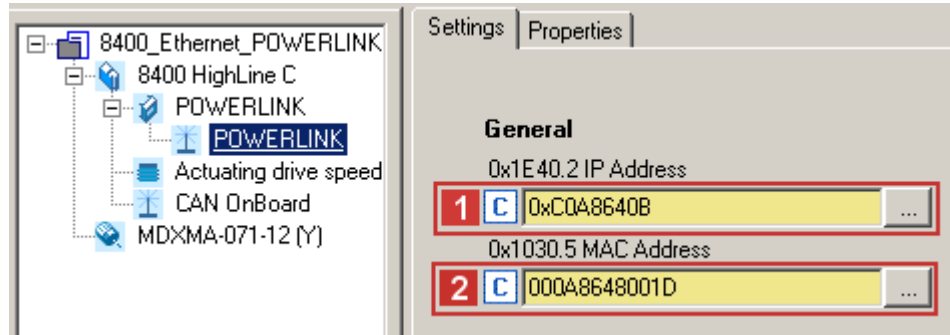 8400_Ethernet_POWERLINK
8400 HighLine C
POWERLINK
POWERLINK
Actuating drive speed
CAN OnBoard
MDXMA-071-12 (Y)
Settings Properties
General
0x1E40.2 IP Address
1 C 0xC0A8640B ...
0x1030.5 MAC Address
2 C 000A8648001D ...